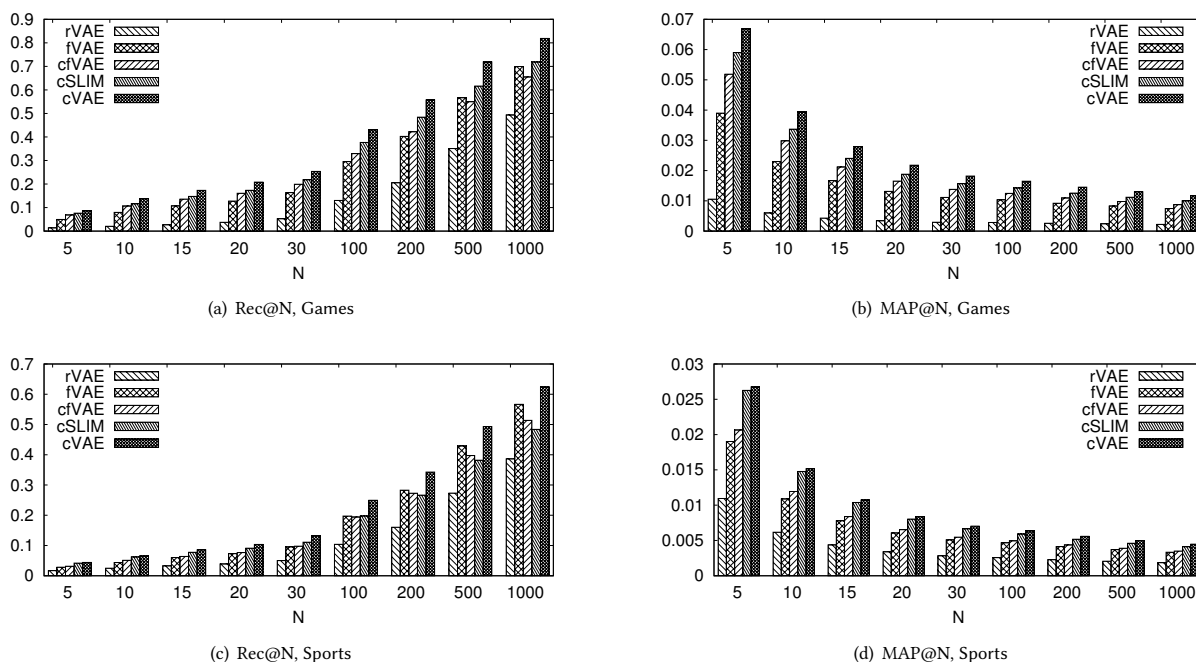 0.9
0.8
0.7
0.6
0.5
0.4
0.3
0.2
0.1
0
rVAE
fVAE
cfVAE
cSLIM
cVAE
5 10 15 20 30 100 200 500 1000
N
(a) Rec@N, Games
0.07
0.06
0.05
0.04
0.03
0.02
0.01
0
rVAE
fVAE
cfVAE
cSLIM
cVAE
5 10 15 20 30 100 200 500 1000
N
(b) MAP@N, Games
0.7
0.6
0.5
0.4
0.3
0.2
0.1
0
rVAE
fVAE
cfVAE
cSLIM
cVAE
5 10 15 20 30 100 200 500 1000
N
(c) Rec@N, Sports
0.03
0.025
0.02
0.015
0.01
0.005
0
rVAE
fVAE
cfVAE
cSLIM
cVAE
5 10 15 20 30 100 200 500 1000
N
(d) MAP@N, Sports